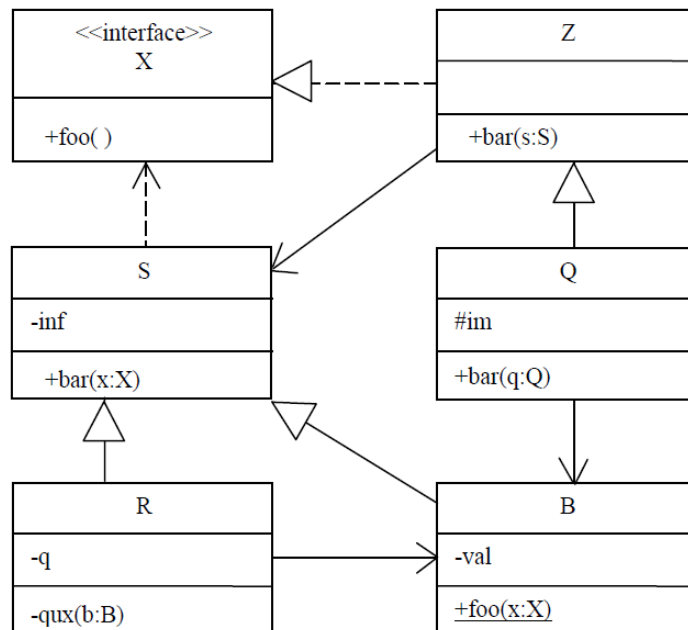 <<interface>>
X
+foo( )
Z
+bar(s:S)
S
-inf
+bar(x:X)
Q
#im
+bar(q:Q)
R
-q
-qux(b:B)
B
-val
+foo(x:X)